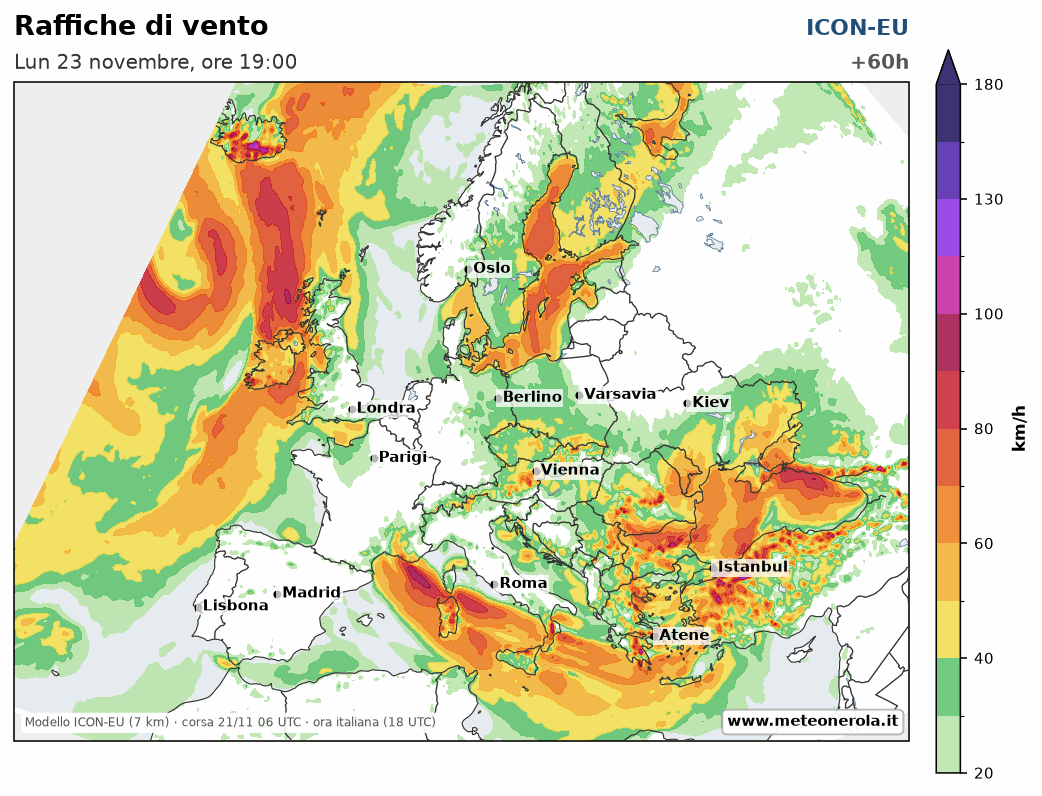 Raffiche di vento
ICON-EU
Lun 23 novembre, ore 19:00
+60h
180
130
100
80
60
40
20
km/h
Oslo
Londra
Berlino
Varsavia
Kiev
Parigi
Vienna
Istanbul
Roma
Madrid
Lisbona
Atene
Modello ICON-EU (7 km) · corsa 21/11 06 UTC · ora italiana (18 UTC)
www.meteonerola.it